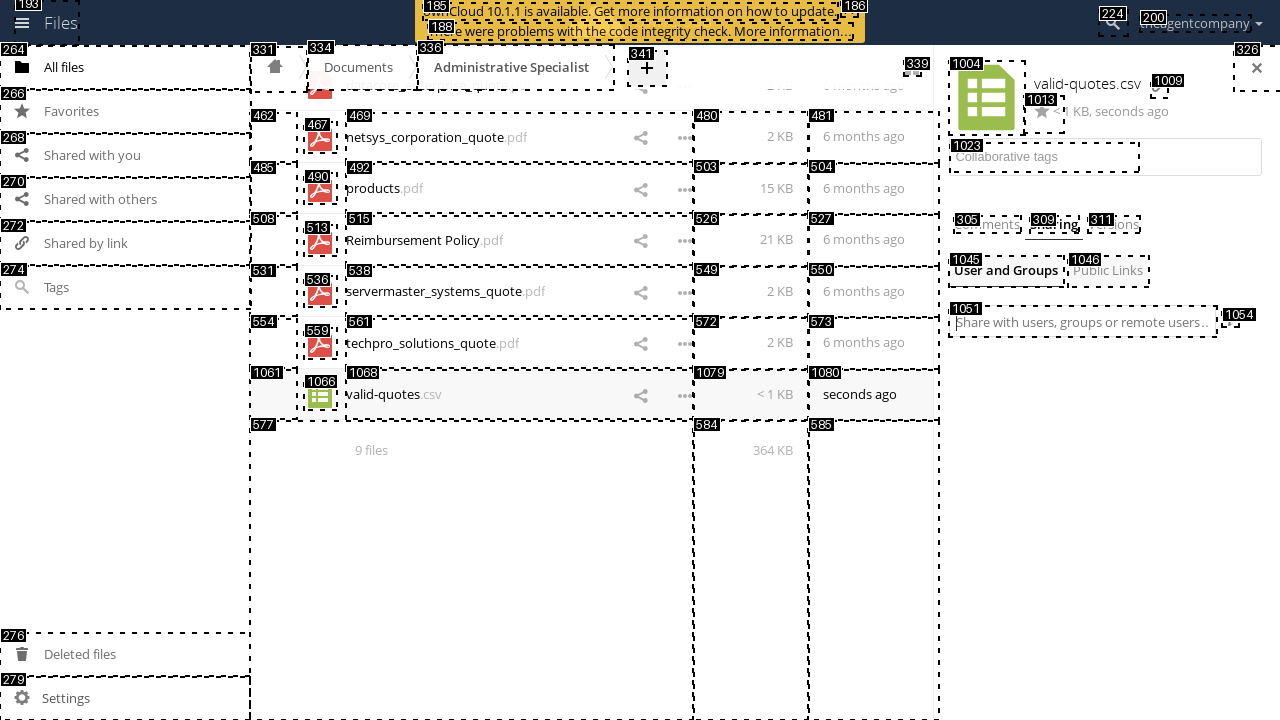 193
Files
185
Cloud 10.1.1 is available. Get more information on how to update.
186
188
e were problems with the code integrity check. More information…
224
200
agentcompany
264
All files
266
Favorites
268
Shared with you
270
Shared with others
272
Shared by link
274
Tags
276
Deleted files
279
Settings
331
334
Documents
336
Administrative Specialist
341
+
339
462
467
469
netsys_corporation_quote.pdf
480
2 KB
481
6 months ago
485
490
492
products.pdf
503
15 KB
504
6 months ago
508
513
515
Reimbursement Policy.pdf
526
21 KB
527
6 months ago
531
536
538
servermaster_systems_quote.pdf
549
2 KB
550
6 months ago
554
559
561
techpro_solutions_quote.pdf
572
2 KB
573
6 months ago
1061
1066
1068
valid-quotes.csv
1079
< 1 KB
1080
seconds ago
577
9 files
584
364 KB
585
326
1004
valid-quotes.csv
1009
1013
< 1 KB, seconds ago
1023
Collaborative tags
305
309
311
1045
User and Groups
1046
Public Links
1051
Share with users, groups or remote users…
1054